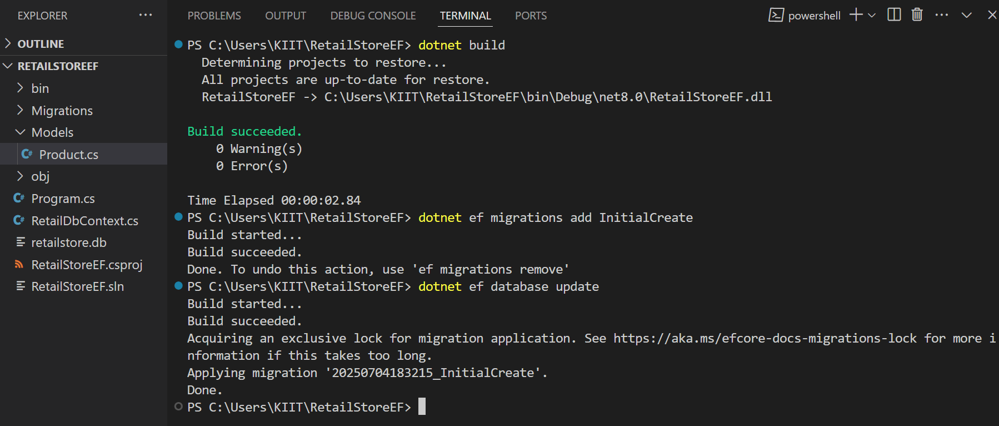 EXPLORER
OUTLINE
RETAILSTOREEF
bin
Migrations
Models
Product.cs
obj
Program.cs
RetailDbContext.cs
retailstore.db
RetailStoreEF.csproj
RetailStoreEF.sln
PROBLEMS OUTPUT DEBUG CONSOLE TERMINAL PORTS powershell
PS C:\Users\KIIT\RetailStoreEF> dotnet build
  Determining projects to restore...
  All projects are up-to-date for restore.
  RetailStoreEF -> C:\Users\KIIT\RetailStoreEF\bin\Debug\net8.0\RetailStoreEF.dll
Build succeeded.
    0 Warning(s)
    0 Error(s)
Time Elapsed 00:00:02.84
PS C:\Users\KIIT\RetailStoreEF> dotnet ef migrations add InitialCreate
Build started...
Build succeeded.
Done. To undo this action, use 'ef migrations remove'
PS C:\Users\KIIT\RetailStoreEF> dotnet ef database update
Build started...
Build succeeded.
Acquiring an exclusive lock for migration application. See https://aka.ms/efcore-docs-migrations-lock for more i
nformation if this takes too long.
Applying migration '20250704183215_InitialCreate'.
Done.
PS C:\Users\KIIT\RetailStoreEF>